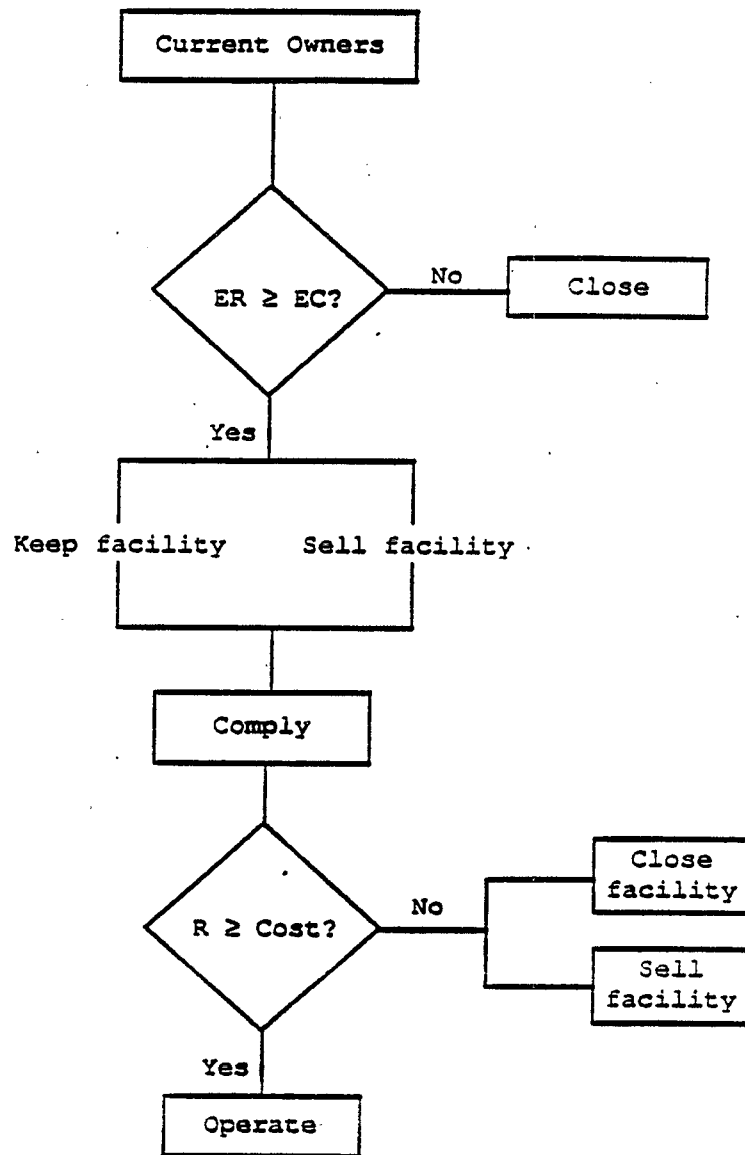 Current Owners
ER ≥ EC?
No
Close
Yes
Keep facility
Sell facility
Comply
R ≥ Cost?
No
Close
facility
Sell
facility
Yes
Operate